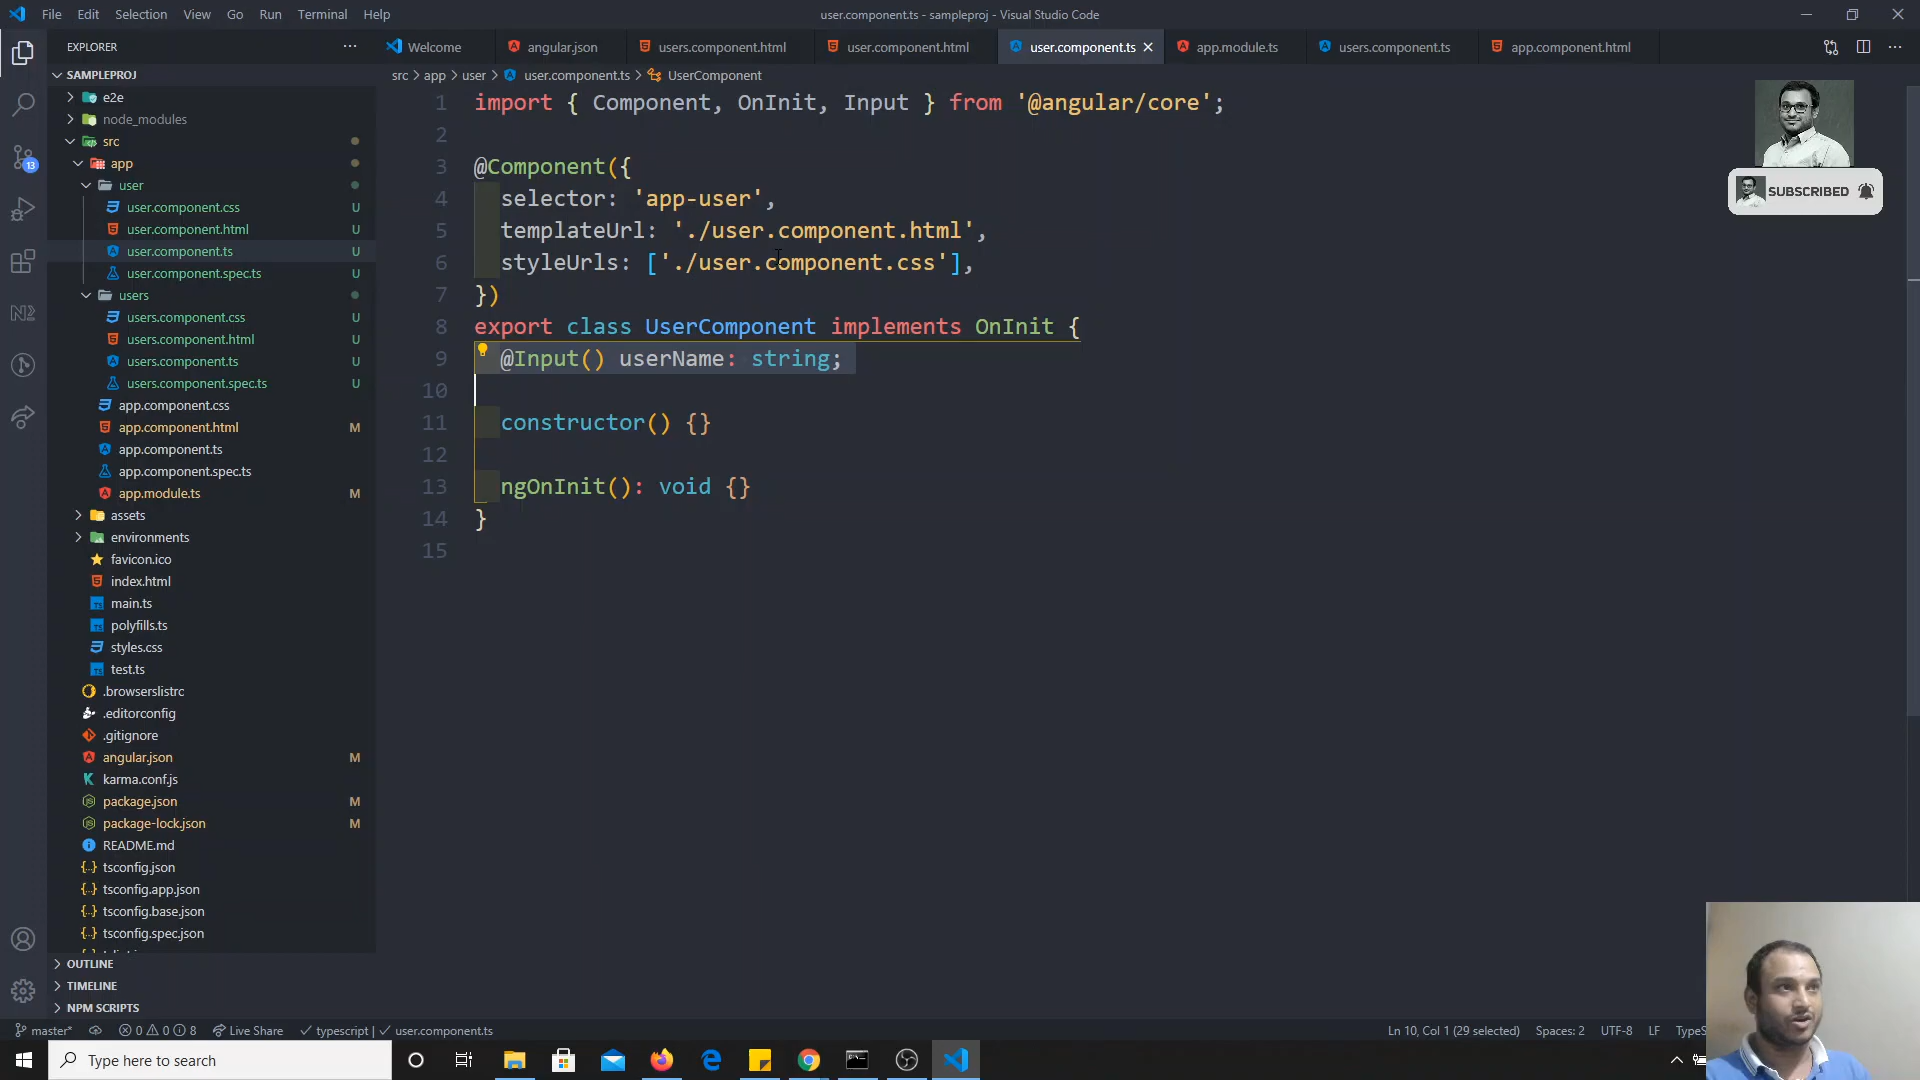 File Edit Selection View Go Run Terminal Help
user.component.ts - sampleproj - Visual Studio Code
EXPLORER
Welcome
angular.json
users.component.html
user.component.html
user.component.ts
app.module.ts
users.component.ts
app.component.html
SAMPLEPROJ
src > app > user > user.component.ts > UserComponent
e2e
node_modules
src
app
user
user.component.css U
user.component.html U
user.component.ts U
user.component.spec.ts U
users
users.component.css U
users.component.html U
users.component.ts U
users.component.spec.ts U
app.component.css
app.component.html M
app.component.ts
app.component.spec.ts
app.module.ts M
assets
environments
favicon.ico
index.html
main.ts
polyfills.ts
styles.css
test.ts
.browserslistrc
.editorconfig
.gitignore
angular.json M
karma.conf.js
package.json M
package-lock.json M
README.md
tsconfig.json
tsconfig.app.json
tsconfig.base.json
tsconfig.spec.json
OUTLINE
TIMELINE
NPM SCRIPTS
13
1 import { Component, OnInit, Input } from '@angular/core';
2
3 @Component({
4 selector: 'app-user',
5 templateUrl: './user.component.html',
6 styleUrls: ['./user.component.css'],
7 })
8 export class UserComponent implements OnInit {
9 @Input() userName: string;
10
11 constructor() {}
12
13 ngOnInit(): void {}
14 }
15
SUBSCRIBED
master* 0 0 8 Live Share typescript | user.component.ts
Ln 10, Col 1 (29 selected) Spaces: 2 UTF-8 LF TypeS
Type here to search